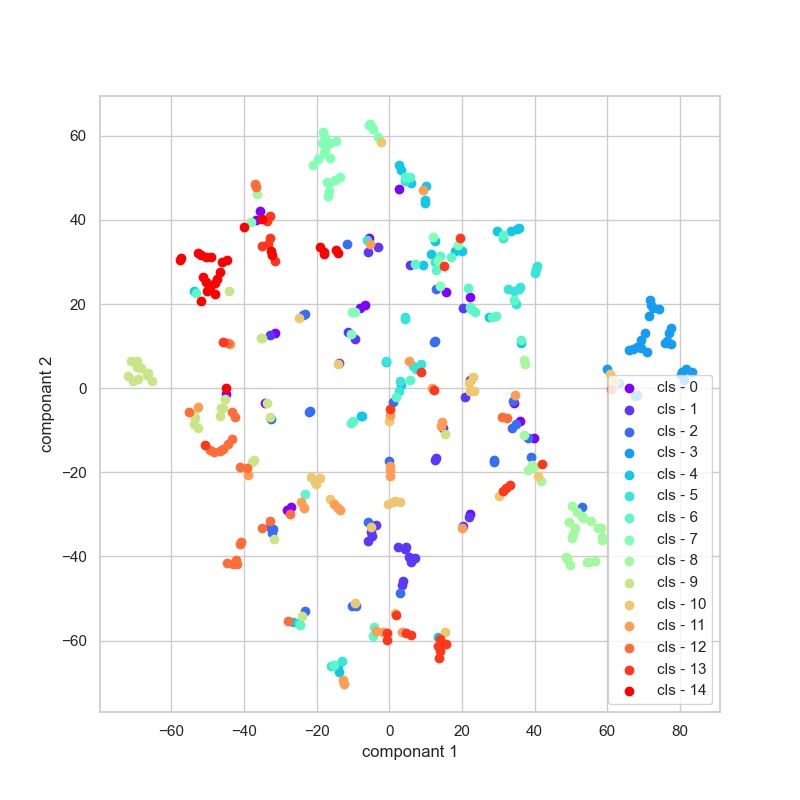 60
40
20
0
−20
−40
−60
componant 2
−60
−40
−20
0
20
40
60
80
componant 1
cls - 0
cls - 1
cls - 2
cls - 3
cls - 4
cls - 5
cls - 6
cls - 7
cls - 8
cls - 9
cls - 10
cls - 11
cls - 12
cls - 13
cls - 14